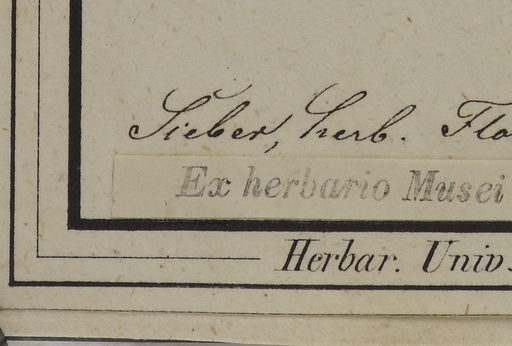 Sieber, herb. Flo
Ex herbario Musei
Herbar. Univ.